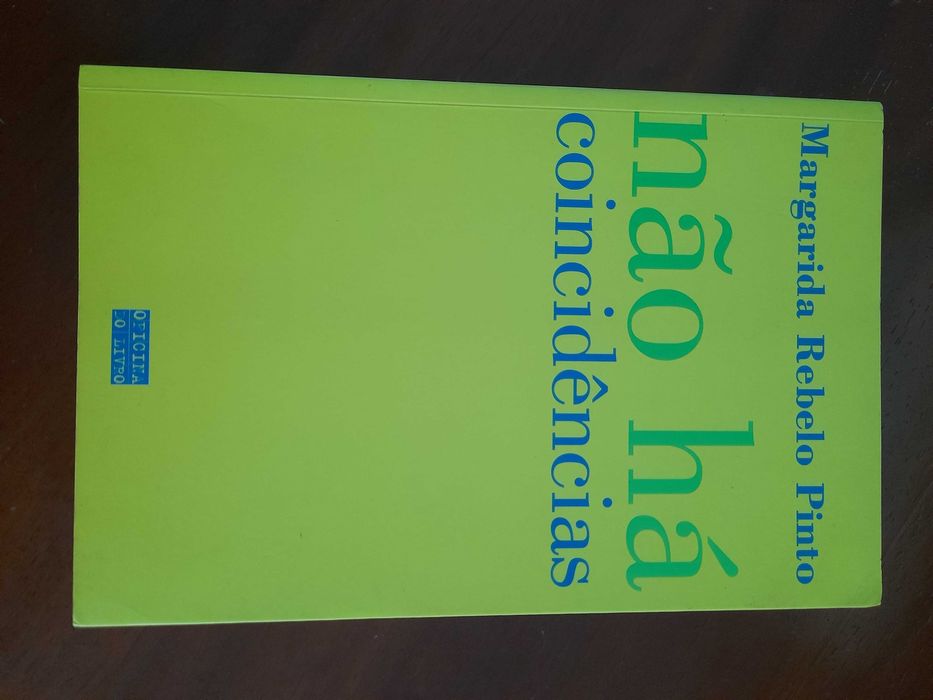 Margarida Rebelo Pinto
não há
coincidências
OFICINA
DO LIVRO